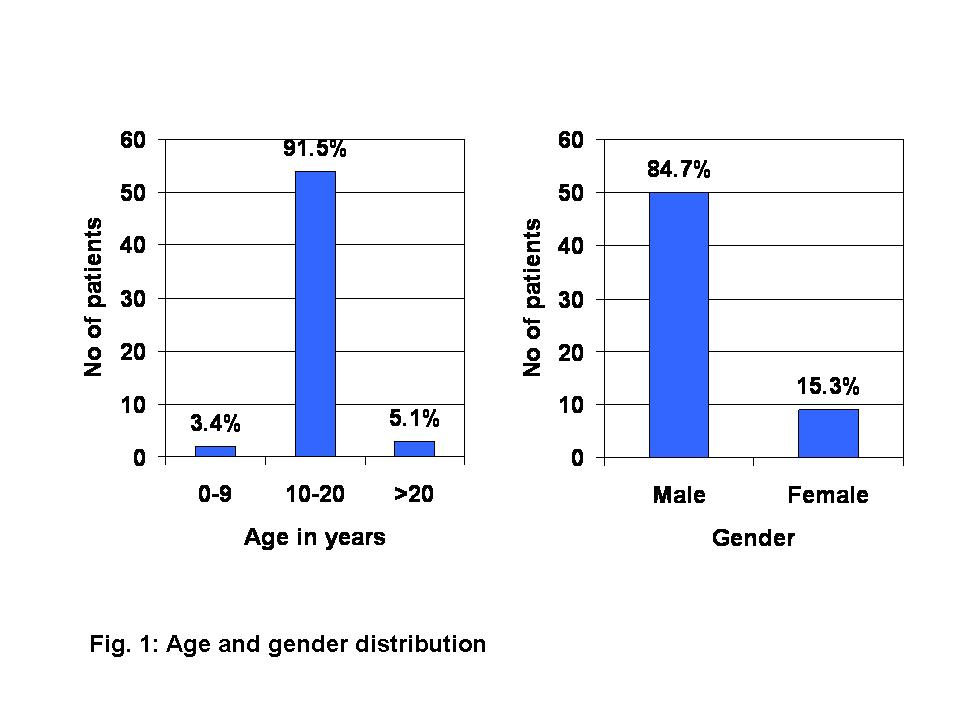 60
50
40
30
20
10
0
No of patients
3.4%
91.5%
5.1%
0-9 10-20 >20
Age in years
60
50
40
30
20
10
0
No of patients
84.7%
15.3%
Male Female
Gender
Fig. 1: Age and gender distribution